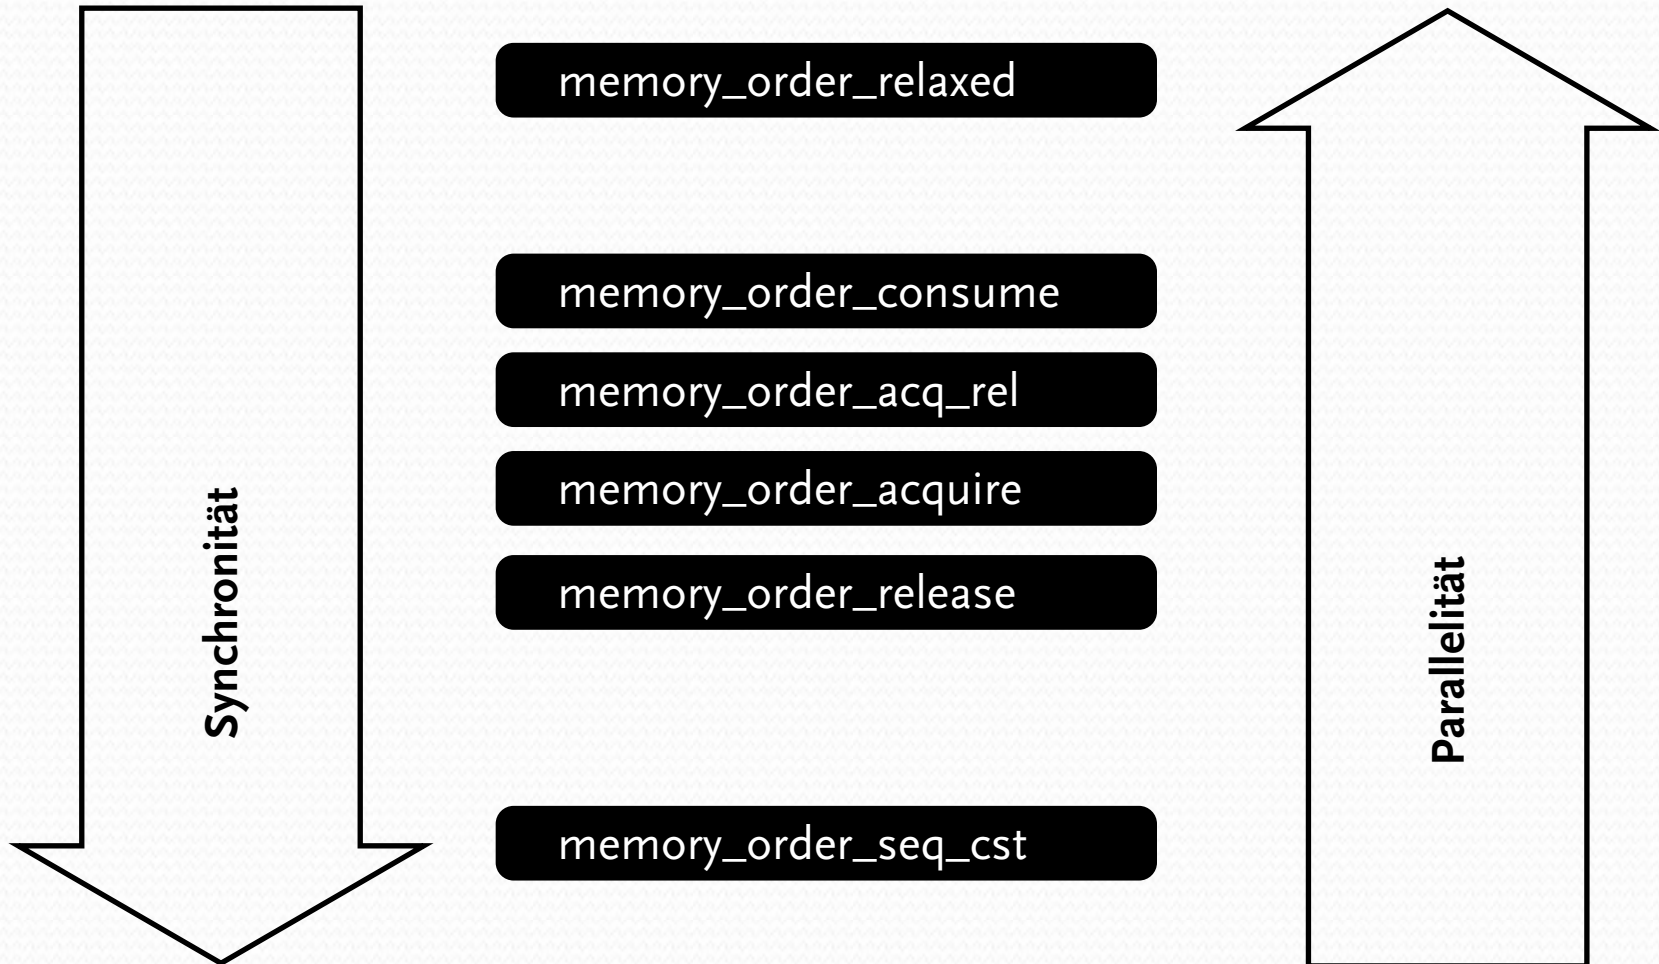 memory_order_relaxed
memory_order_consume
memory_order_acq_rel
memory_order_acquire
memory_order_release
memory_order_seq_cst
Synchronität
Parallelität